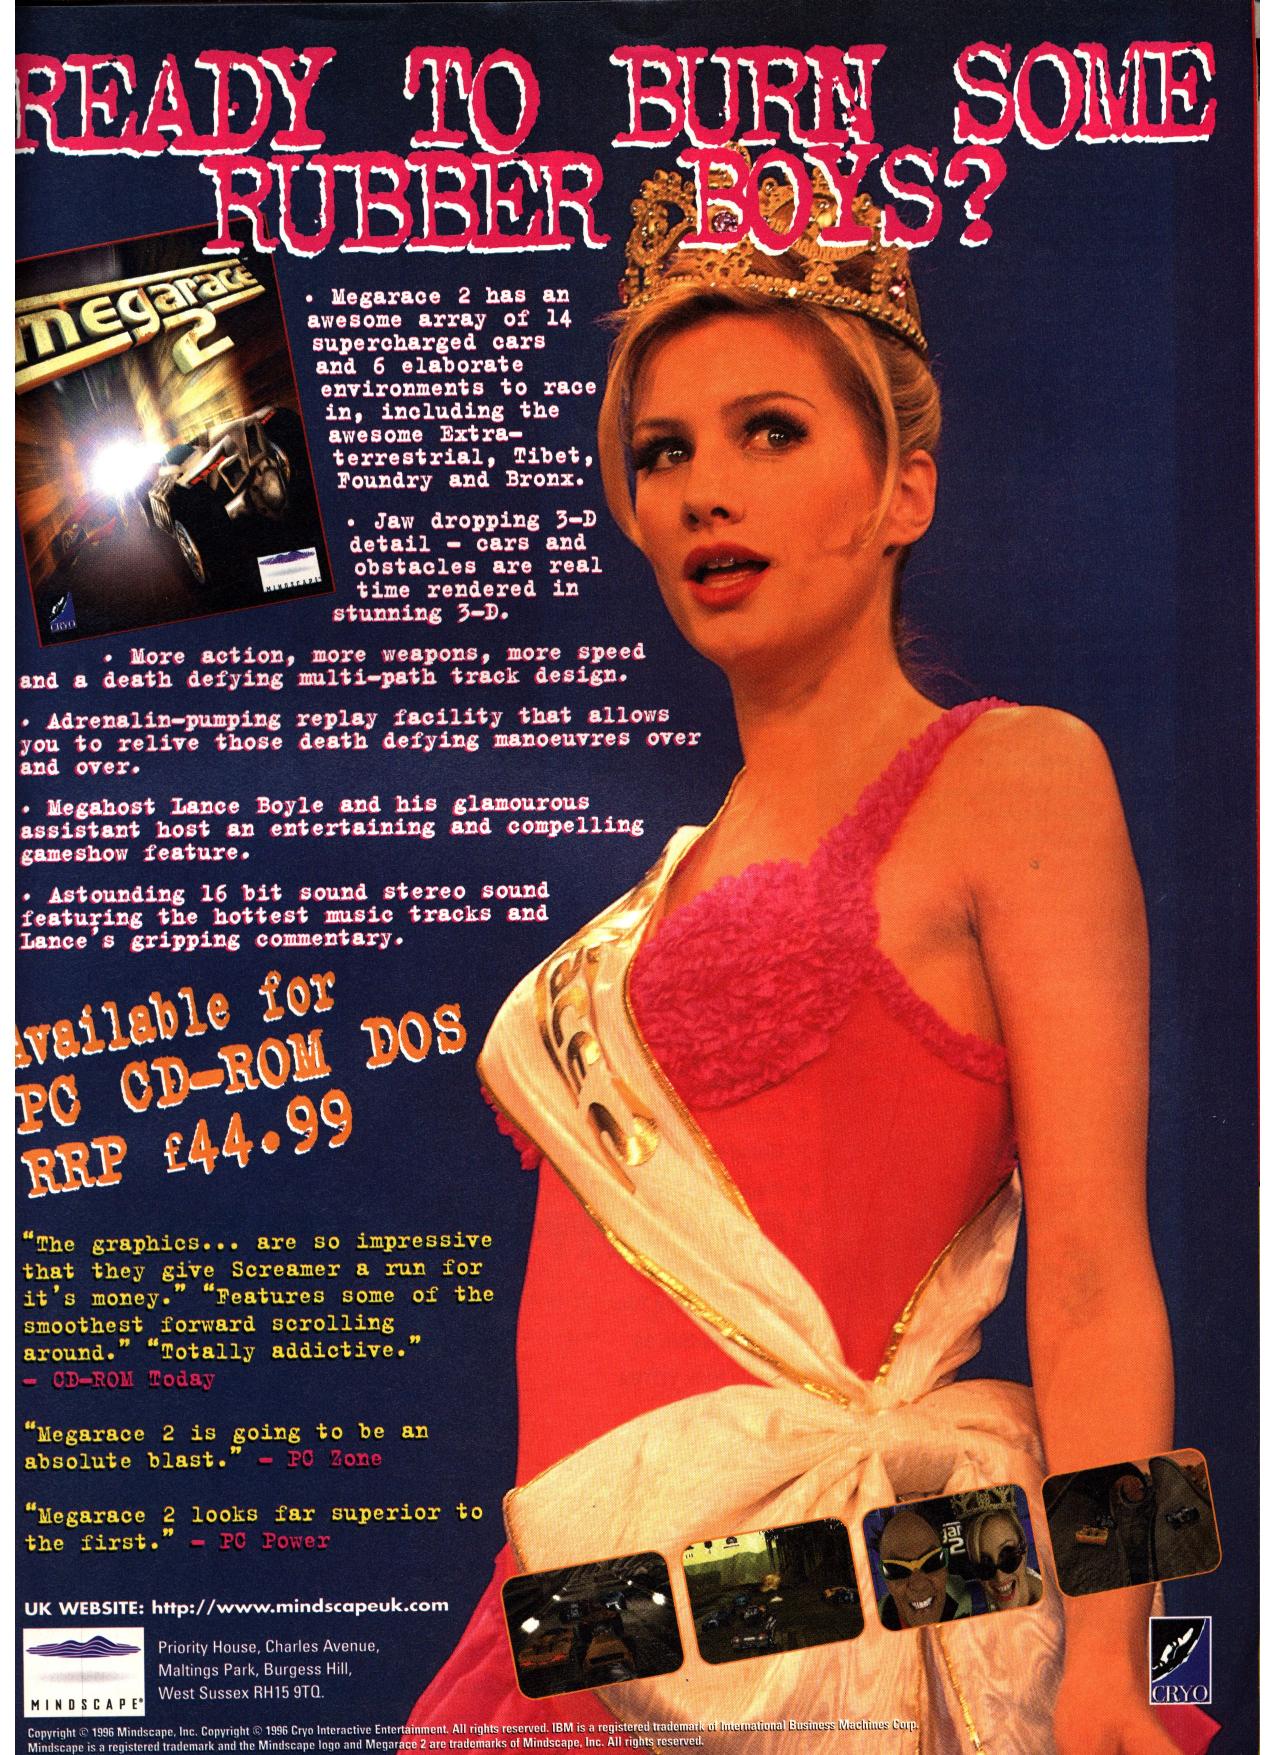 READY TO BURN SOME
RUBBER BOYS?
megarace
2
MINDSCAPE
CRYO
• Megarace 2 has an
awesome array of 14
supercharged cars
and 6 elaborate
environments to race
in, including the
awesome Extra-
terrestrial, Tibet,
Foundry and Bronx.
• Jaw dropping 3-D
detail - cars and
obstacles are real
time rendered in
stunning 3-D.
• More action, more weapons, more speed
and a death defying multi-path track design.
• Adrenalin-pumping replay facility that allows
you to relive those death defying manoeuvres over
and over.
• Megahost Lance Boyle and his glamourous
assistant host an entertaining and compelling
gameshow feature.
• Astounding 16 bit sound stereo sound
featuring the hottest music tracks and
Lance's gripping commentary.
Available for
PC CD-ROM DOS
RRP £44.99
"The graphics... are so impressive
that they give Screamer a run for
it's money." "Features some of the
smoothest forward scrolling
around." "Totally addictive."
- CD-ROM Today
"Megarace 2 is going to be an
absolute blast." - PC Zone
"Megarace 2 looks far superior to
the first." - PC Power
UK WEBSITE: http://www.mindscapeuk.com
MINDSCAPE®
Priority House, Charles Avenue,
Maltings Park, Burgess Hill,
West Sussex RH15 9TQ.
CRYO
Copyright © 1996 Mindscape, Inc. Copyright © 1996 Cryo Interactive Entertainment. All rights reserved. IBM is a registered trademark of International Business Machines Corp.
Mindscape is a registered trademark and the Mindscape logo and Megarace 2 are trademarks of Mindscape, Inc. All rights reserved.